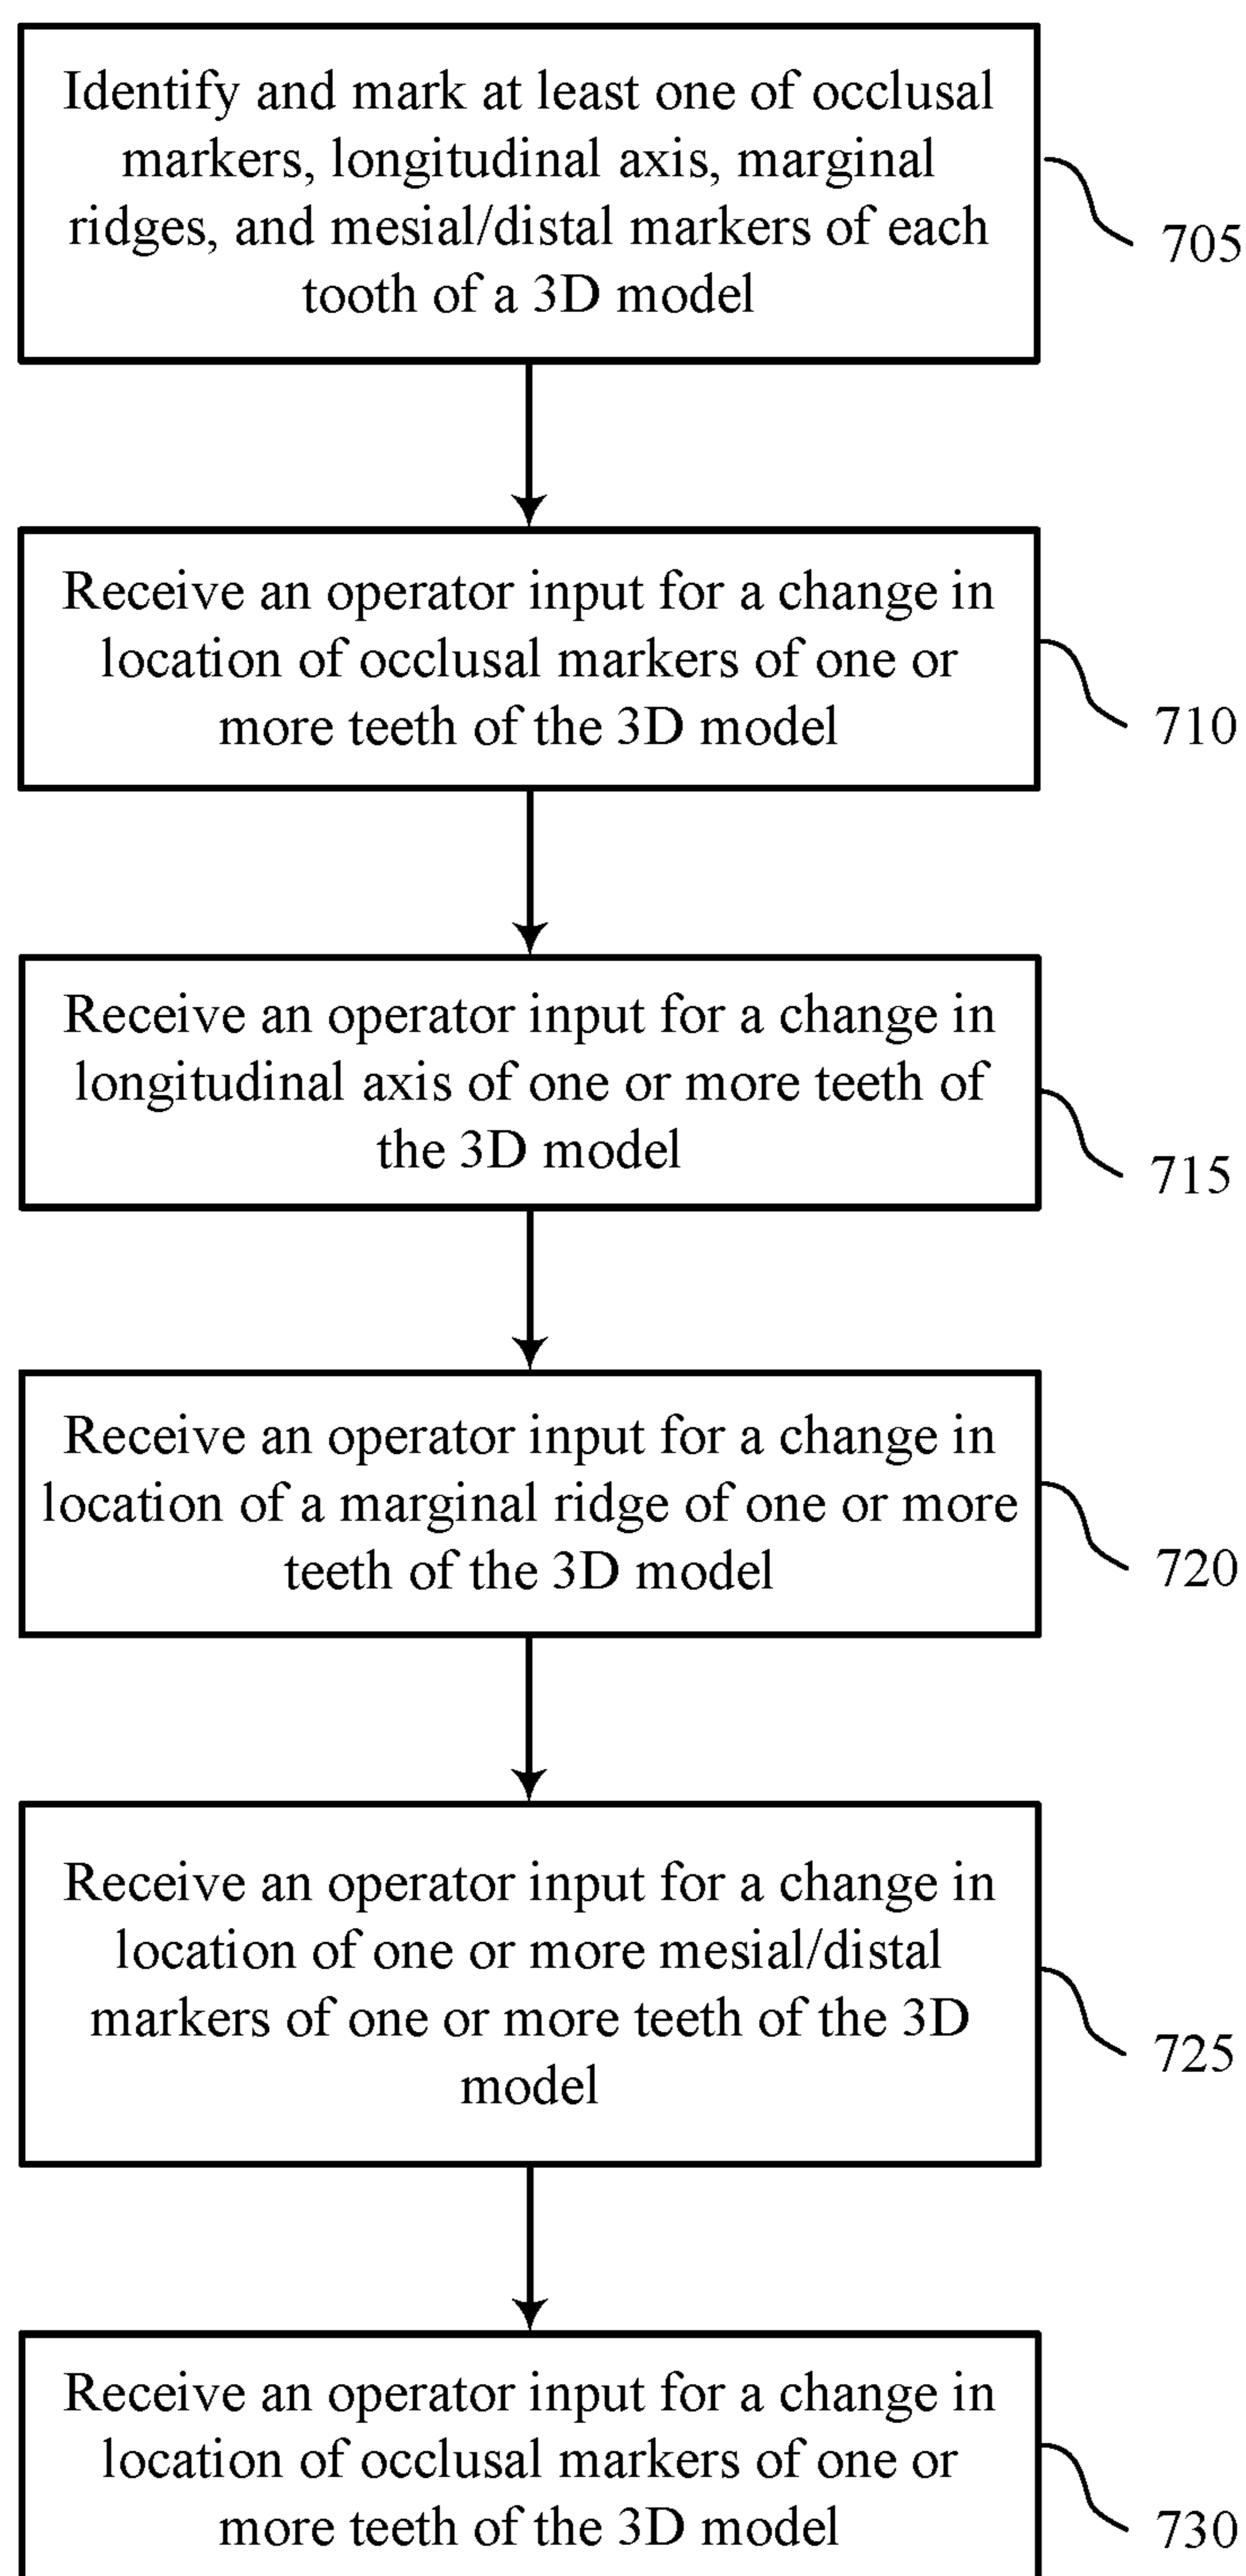 Identify and mark at least one of occlusal
markers, longitudinal axis, marginal
ridges, and mesial/distal markers of each
tooth of a 3D model
705
Receive an operator input for a change in
location of occlusal markers of one or
more teeth of the 3D model
710
Receive an operator input for a change in
longitudinal axis of one or more teeth of
the 3D model
715
Receive an operator input for a change in
location of a marginal ridge of one or more
teeth of the 3D model
720
Receive an operator input for a change in
location of one or more mesial/distal
markers of one or more teeth of the 3D
model
725
Receive an operator input for a change in
location of occlusal markers of one or
more teeth of the 3D model
730